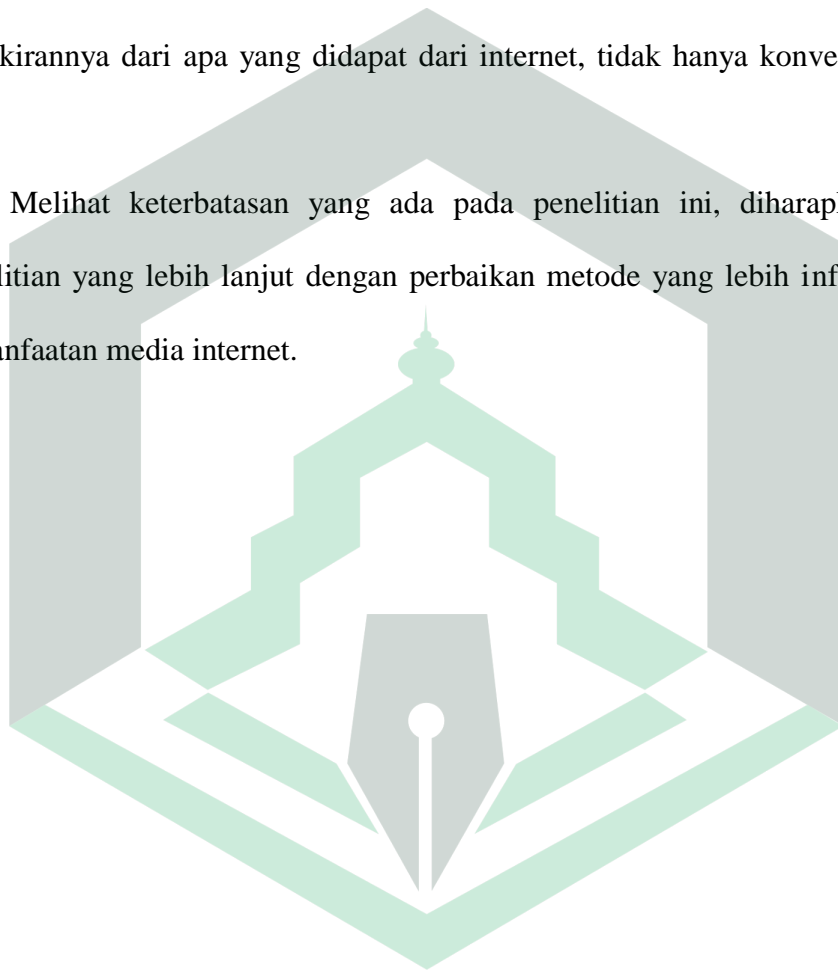 kirannya dari apa yang didapat dari internet, tidak hanya konve
Melihat keterbatasan yang ada pada penelitian ini, diharapl
litian yang lebih lanjut dengan perbaikan metode yang lebih inf
anfaatan media internet.